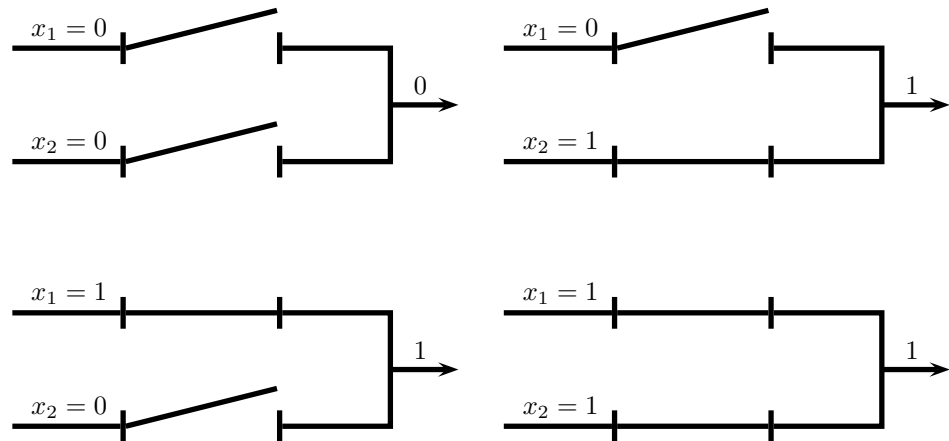 x₁ = 0
0
x₂ = 0
x₁ = 0
1
x₂ = 1
x₁ = 1
1
x₂ = 0
x₁ = 1
1
x₂ = 1